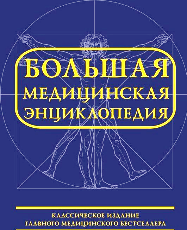 БОЛЬШАЯ
МЕДИЦИНСКАЯ
ЭНЦИКЛОПЕДИЯ
КЛАССИЧЕСКОЕ ИЗДАНИЕ
ГЛАВНОГО МЕДИЦИНСКОГО БЕСТСЕЛЛЕРА